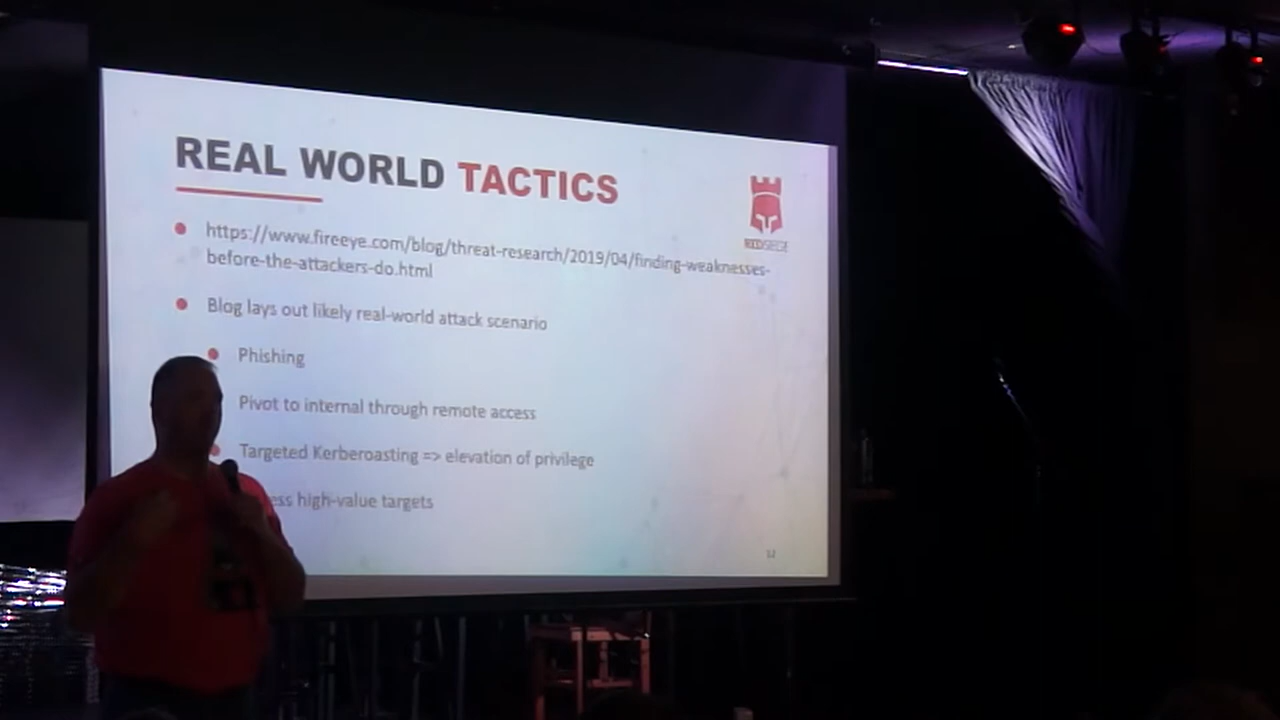 REAL WORLD TACTICS
https://www.fireeye.com/blog/threat-research/2019/04/finding-weaknesses-
before-the-attackers-do.html
Blog lays out likely real-world attack scenario
Phishing
Pivot to internal through remote access
Targeted Kerberoasting => elevation of privilege
high-value targets
12